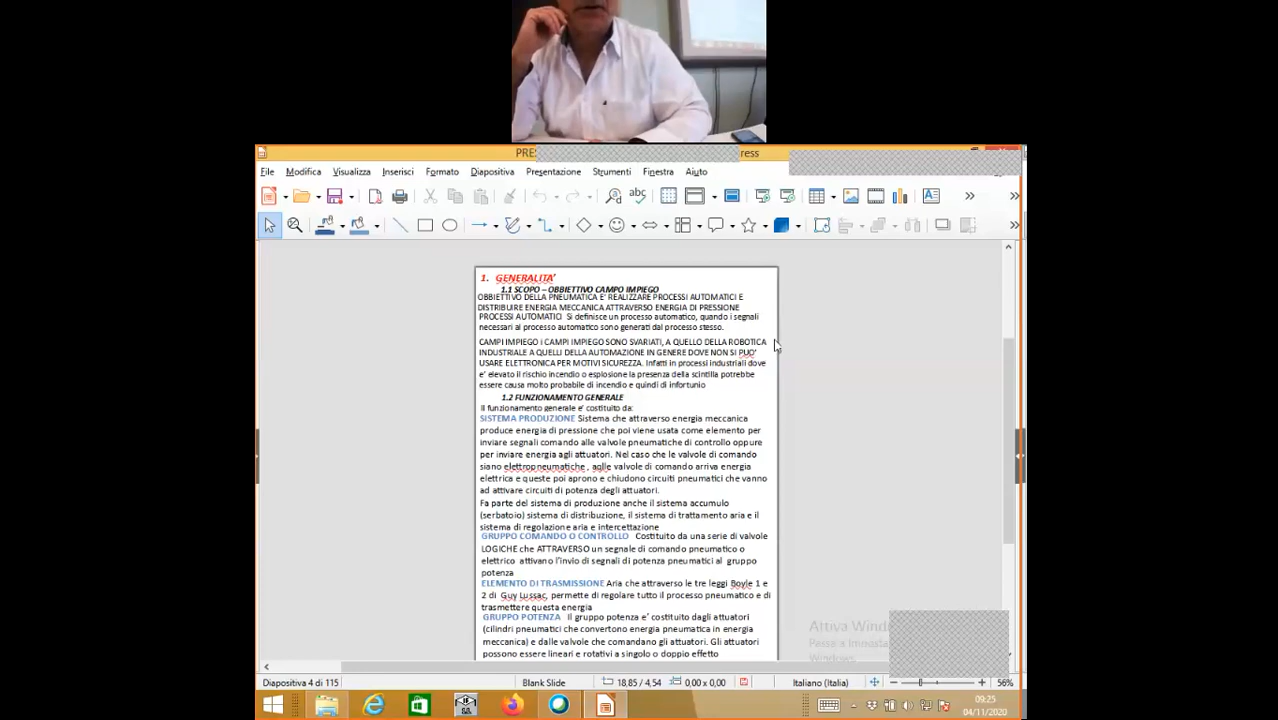 PRE ress
File Modifica Visualizza Inserisci Formato Diapositiva Presentazione Strumenti Finestra Aiuto
1. GENERALITA'
1.1 SCOPO – OBBIETTIVO CAMPO IMPIEGO
OBBIETTIVO DELLA PNEUMATICA E' REALIZZARE PROCESSI AUTOMATICI E
DISTRIBUIRE ENERGIA MECCANICA ATTRAVERSO ENERGIA DI PRESSIONE
PROCESSI AUTOMATICI Si definisce un processo automatico, quando i segnali
necessari al processo automatico sono generati dal processo stesso.
CAMPI IMPIEGO i CAMPI IMPIEGO SONO SVARIATI, A QUELLO DELLA ROBOTICA
INDUSTRIALE A QUELLI DELLA AUTOMAZIONE IN GENERE DOVE NON SI PUO'
USARE ELETTRONICA PER MOTIVI SICUREZZA. Infatti in processi industriali dove
e' elevato il rischio incendio o esplosione la presenza della scintilla potrebbe
essere causa molto probabile di incendio e quindi di infortunio
1.2 FUNZIONAMENTO GENERALE
Il funzionamento generale e' costituito da:
SISTEMA PRODUZIONE Sistema che attraverso energia meccanica
produce energia di pressione che poi viene usata come elemento per
inviare segnali comando alle valvole pneumatiche di controllo oppure
per inviare energia agli attuatori. Nel caso che le valvole di comando
siano elettropneumatiche , aqlle valvole di comando arriva energia
elettrica e queste poi aprono e chiudono circuiti pneumatici che vanno
ad attivare circuiti di potenza degli attuatori.
Fa parte del sistema di produzione anche il sistema accumulo
(serbatoio) sistema di distribuzione, il sistema di trattamento aria e il
sistema di regolazione aria e intercettazione
GRUPPO COMANDO O CONTROLLO Costituito da una serie di valvole
LOGICHE che ATTRAVERSO un segnale di comando pneumatico o
elettrico attivano l'invio di segnali di potenza pneumatici al gruppo
potenza
ELEMENTO DI TRASMISSIONE Aria che attraverso le tre leggi Boyle 1 e
2 di Guy Lussac, permette di regolare tutto il processo pneumatico e di
trasmettere questa energia
GRUPPO POTENZA Il gruppo potenza e' costituito dagli attuatori
(cilindri pneumatici che convertono energia pneumatica in energia
meccanica) e dalle valvole che comandano gli attuatori. Gli attuatori
possono essere lineari e rotativi a singolo o doppio effetto
Attiva Wind
Passa a Impost
Windows.
Diapositiva 4 di 115 Blank Slide 18,85 / 4,54 0,00 x 0,00 Italiano (Italia) 56%
09:25
04/11/2020